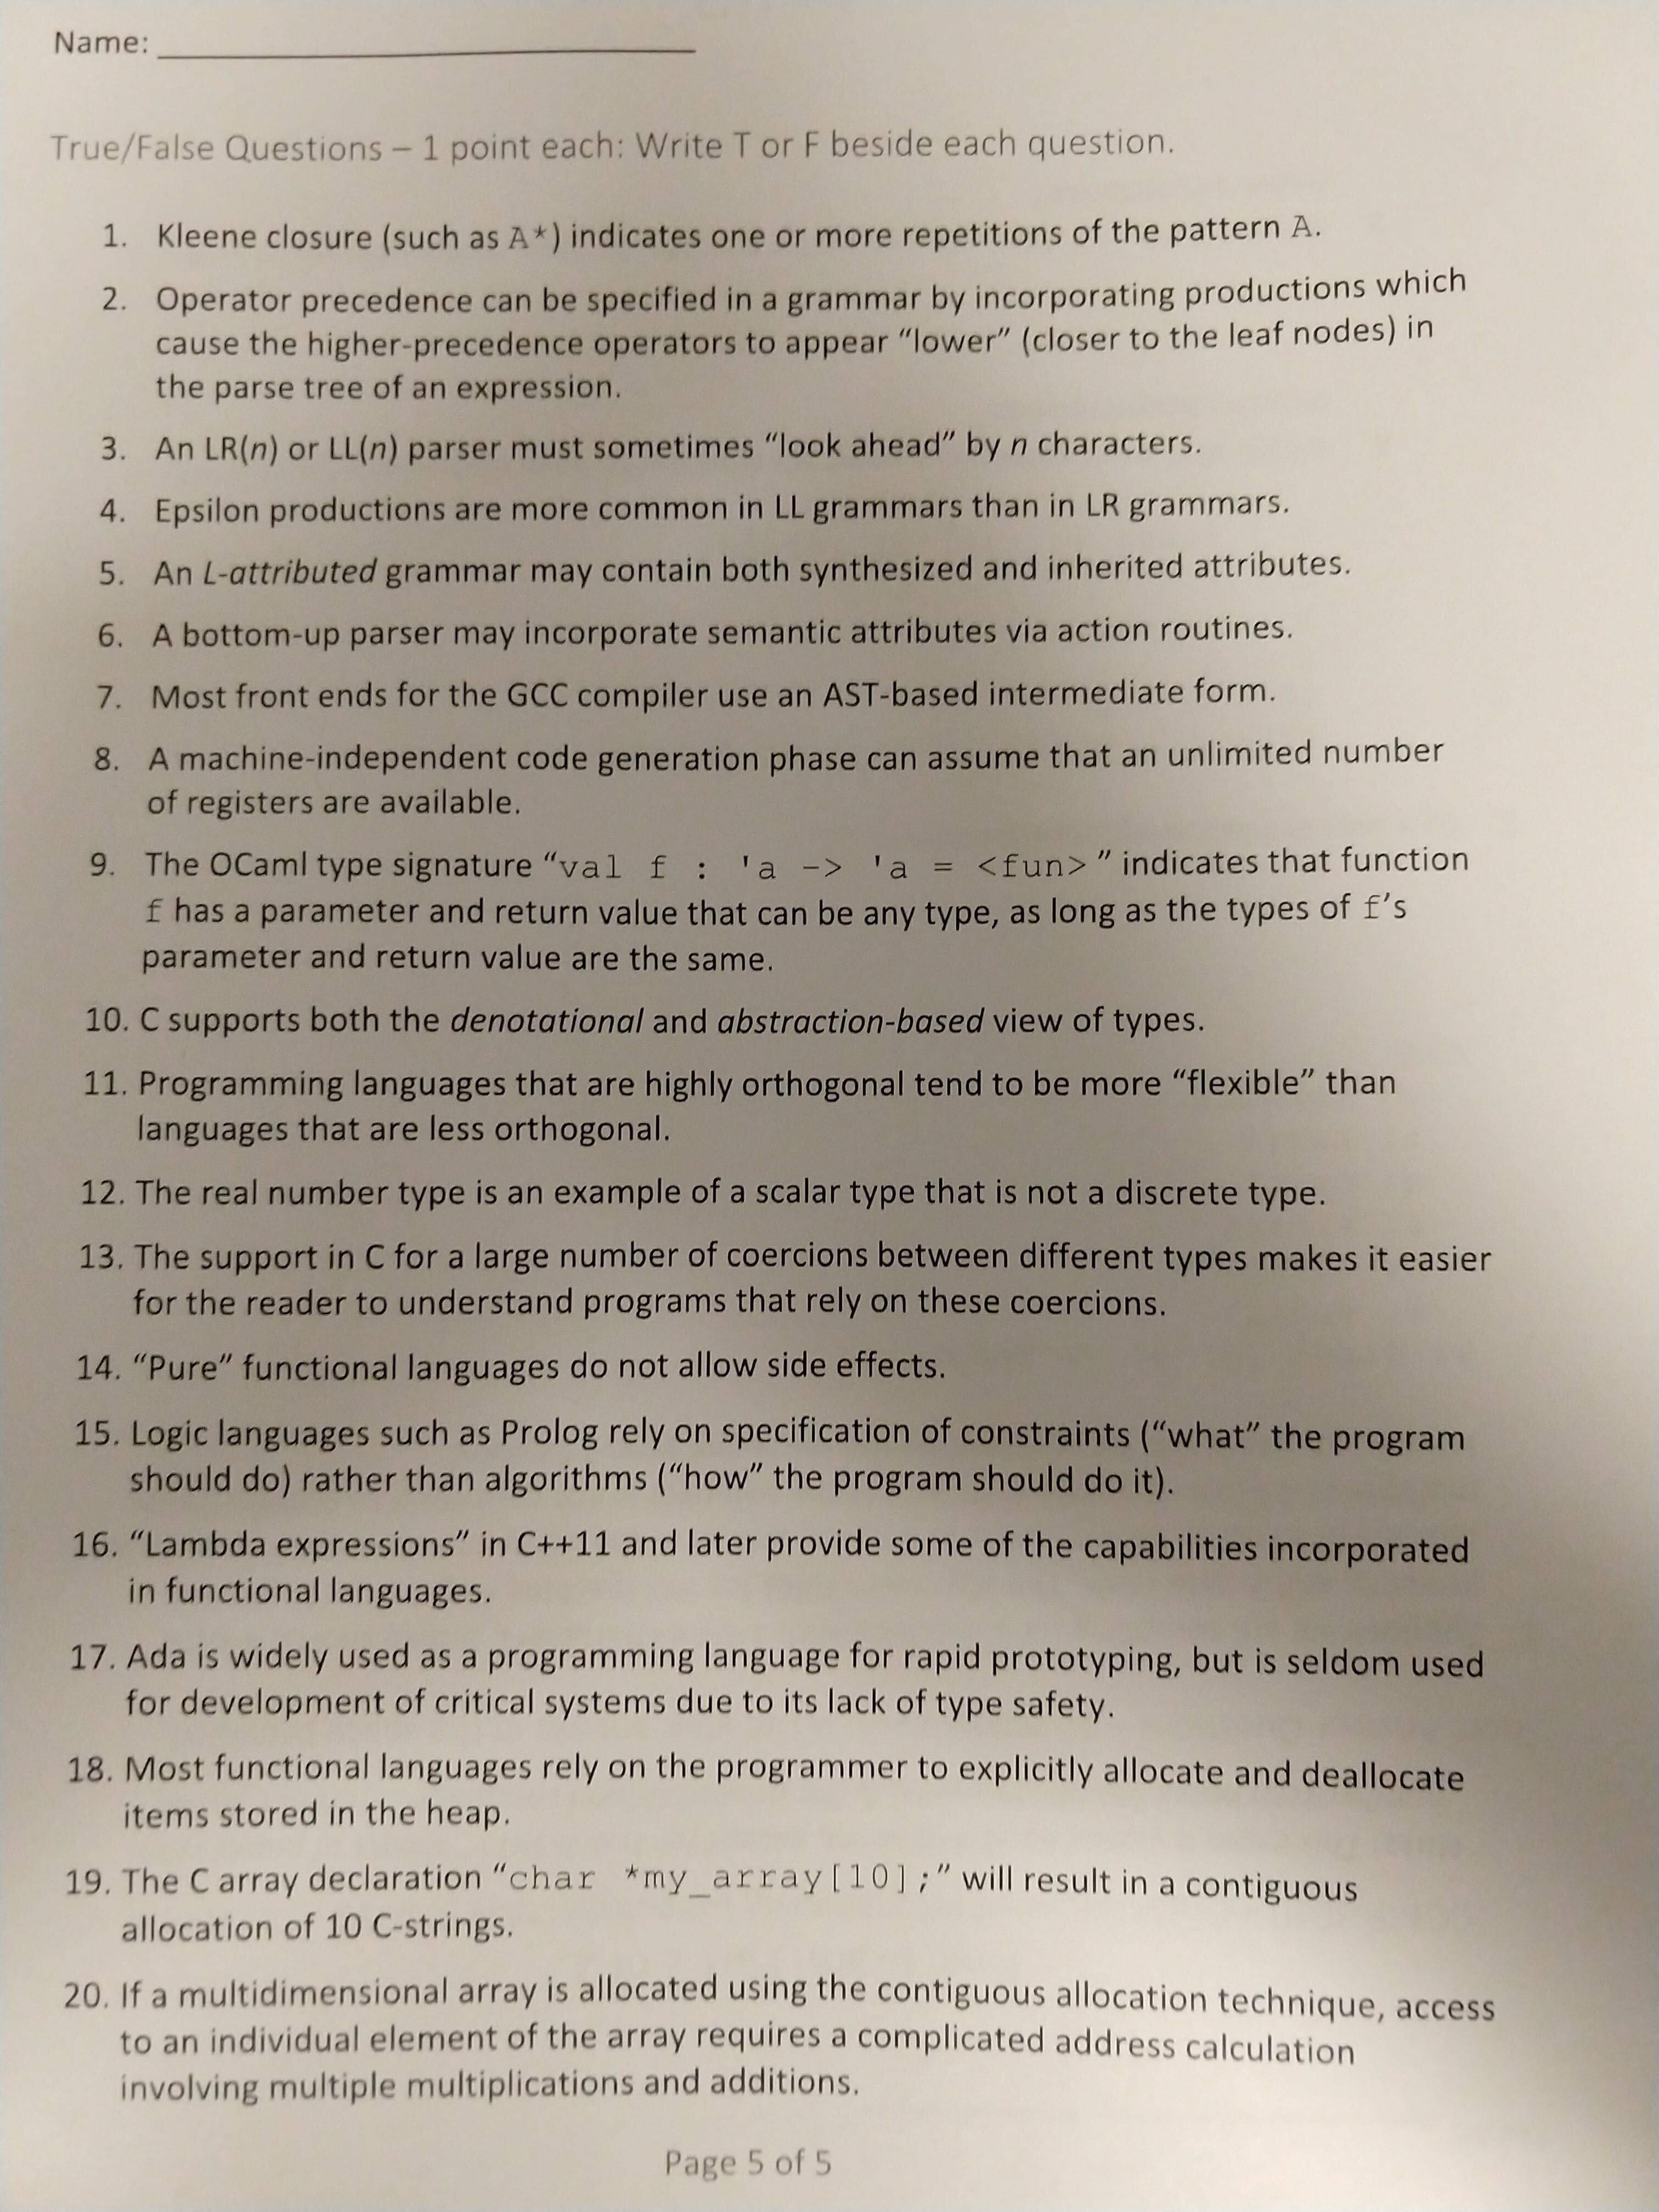 Name: ____________________
True/False Questions – 1 point each: Write T or F beside each question.
1. Kleene closure (such as A*) indicates one or more repetitions of the pattern A.
2. Operator precedence can be specified in a grammar by incorporating productions which
cause the higher-precedence operators to appear “lower” (closer to the leaf nodes) in
the parse tree of an expression.
3. An LR(n) or LL(n) parser must sometimes “look ahead” by n characters.
4. Epsilon productions are more common in LL grammars than in LR grammars.
5. An L-attributed grammar may contain both synthesized and inherited attributes.
6. A bottom-up parser may incorporate semantic attributes via action routines.
7. Most front ends for the GCC compiler use an AST-based intermediate form.
8. A machine-independent code generation phase can assume that an unlimited number
of registers are available.
9. The OCaml type signature “val f : 'a -> 'a = <fun>” indicates that function
f has a parameter and return value that can be any type, as long as the types of f’s
parameter and return value are the same.
10. C supports both the denotational and abstraction-based view of types.
11. Programming languages that are highly orthogonal tend to be more “flexible” than
languages that are less orthogonal.
12. The real number type is an example of a scalar type that is not a discrete type.
13. The support in C for a large number of coercions between different types makes it easier
for the reader to understand programs that rely on these coercions.
14. “Pure” functional languages do not allow side effects.
15. Logic languages such as Prolog rely on specification of constraints (“what” the program
should do) rather than algorithms (“how” the program should do it).
16. “Lambda expressions” in C++11 and later provide some of the capabilities incorporated
in functional languages.
17. Ada is widely used as a programming language for rapid prototyping, but is seldom used
for development of critical systems due to its lack of type safety.
18. Most functional languages rely on the programmer to explicitly allocate and deallocate
items stored in the heap.
19. The C array declaration “char *my_array[10];” will result in a contiguous
allocation of 10 C-strings.
20. If a multidimensional array is allocated using the contiguous allocation technique, access
to an individual element of the array requires a complicated address calculation
involving multiple multiplications and additions.
Page 5 of 5